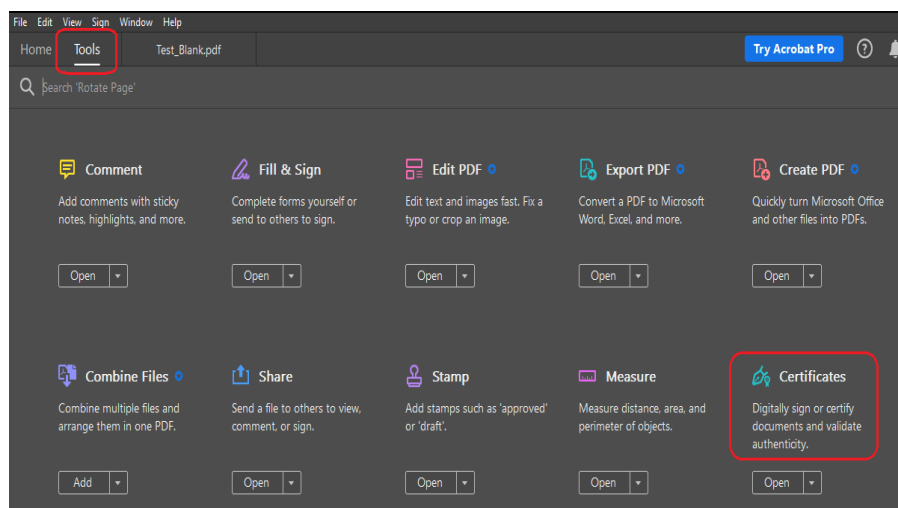 File Edit View Sign Window Help
Home Tools Test_Blank.pdf Try Acrobat Pro ?
Search 'Rotate Page'
Comment Fill & Sign Edit PDF Export PDF Create PDF
Add comments with sticky Complete forms yourself or Edit text and images fast. Fix a Convert a PDF to Microsoft Quickly turn Microsoft Office
notes, highlights, and more. send to others to sign. typo or crop an image. Word, Excel, and more. and other files into PDFs.
Open Open Open Open Open
Combine Files Share Stamp Measure Certificates
Combine multiple files and Send a file to others to view, Add stamps such as 'approved' Measure distance, area, and Digitally sign or certify
arrange them in one PDF. comment, or sign. or 'draft'. perimeter of objects. documents and validate
authenticity.
Add Open Open Open Open